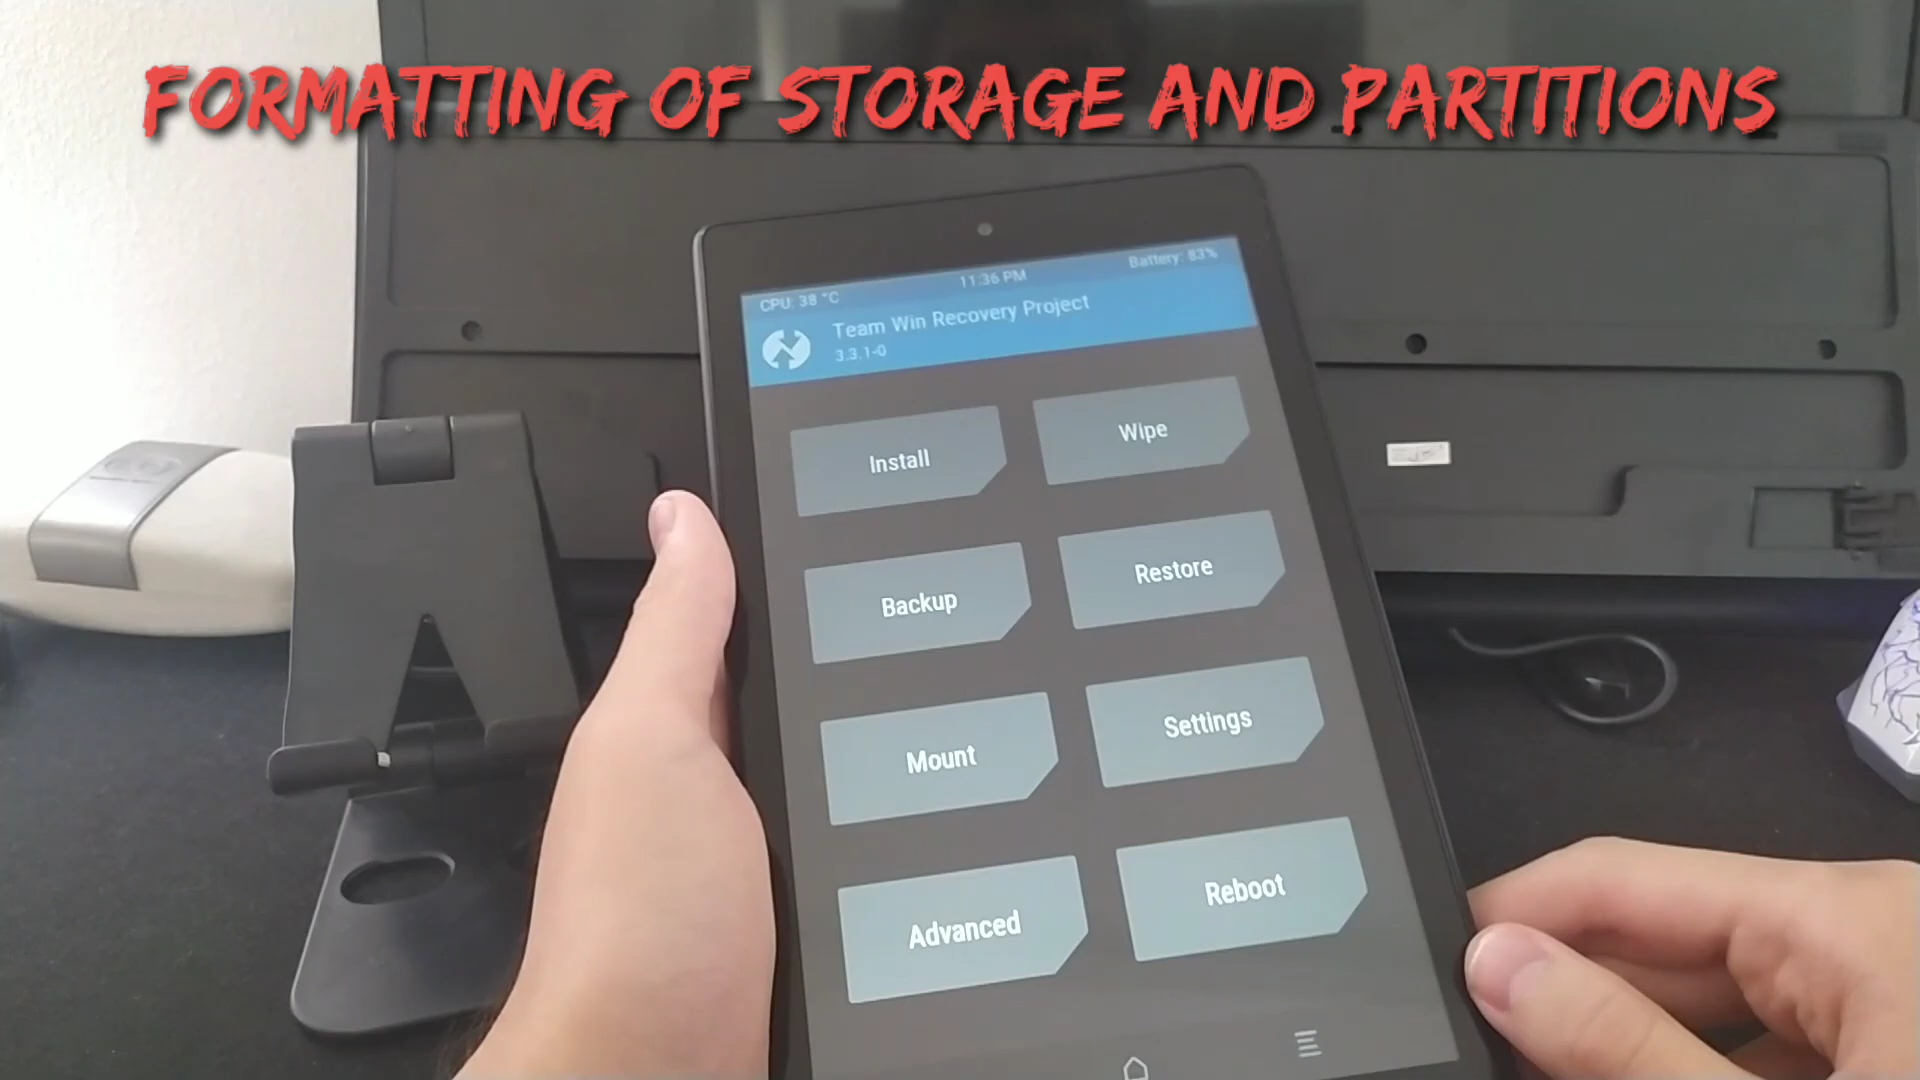 FORMATTING OF STORAGE AND PARTITIONS
CPU: 38 °C 11:36 PM Battery: 83%
Team Win Recovery Project
3.3.1-0
Install Wipe
Backup Restore
Mount Settings
Advanced Reboot